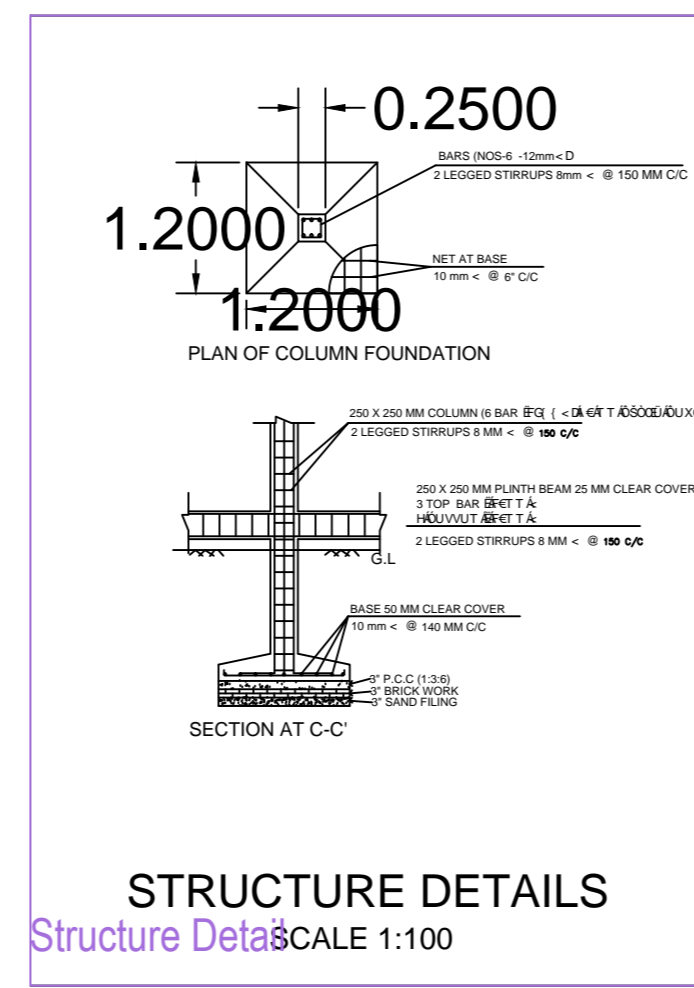 0.2500
BARS (NOS-6 -12mm< D
2 LEGGED STIRRUPS 8mm < @ 150 MM C/C
1.2000
NET AT BASE
10 mm < @ 6" C/C
1.2000
PLAN OF COLUMN FOUNDATION
250 X 250 MM COLUMN (6 BAR
2 LEGGED STIRRUPS 8 MM < @ 150 C/C
250 X 250 MM PLINTH BEAM 25 MM CLEAR COVER
3 TOP BAR
2 LEGGED STIRRUPS 8 MM < @ 150 C/C
G.L
BASE 50 MM CLEAR COVER
10 mm < @ 140 MM C/C
3" P.C.C (1:3:6)
3" BRICK WORK
3" SAND FILING
SECTION AT C-C'
STRUCTURE DETAILS
Structure Detail
SCALE 1:100